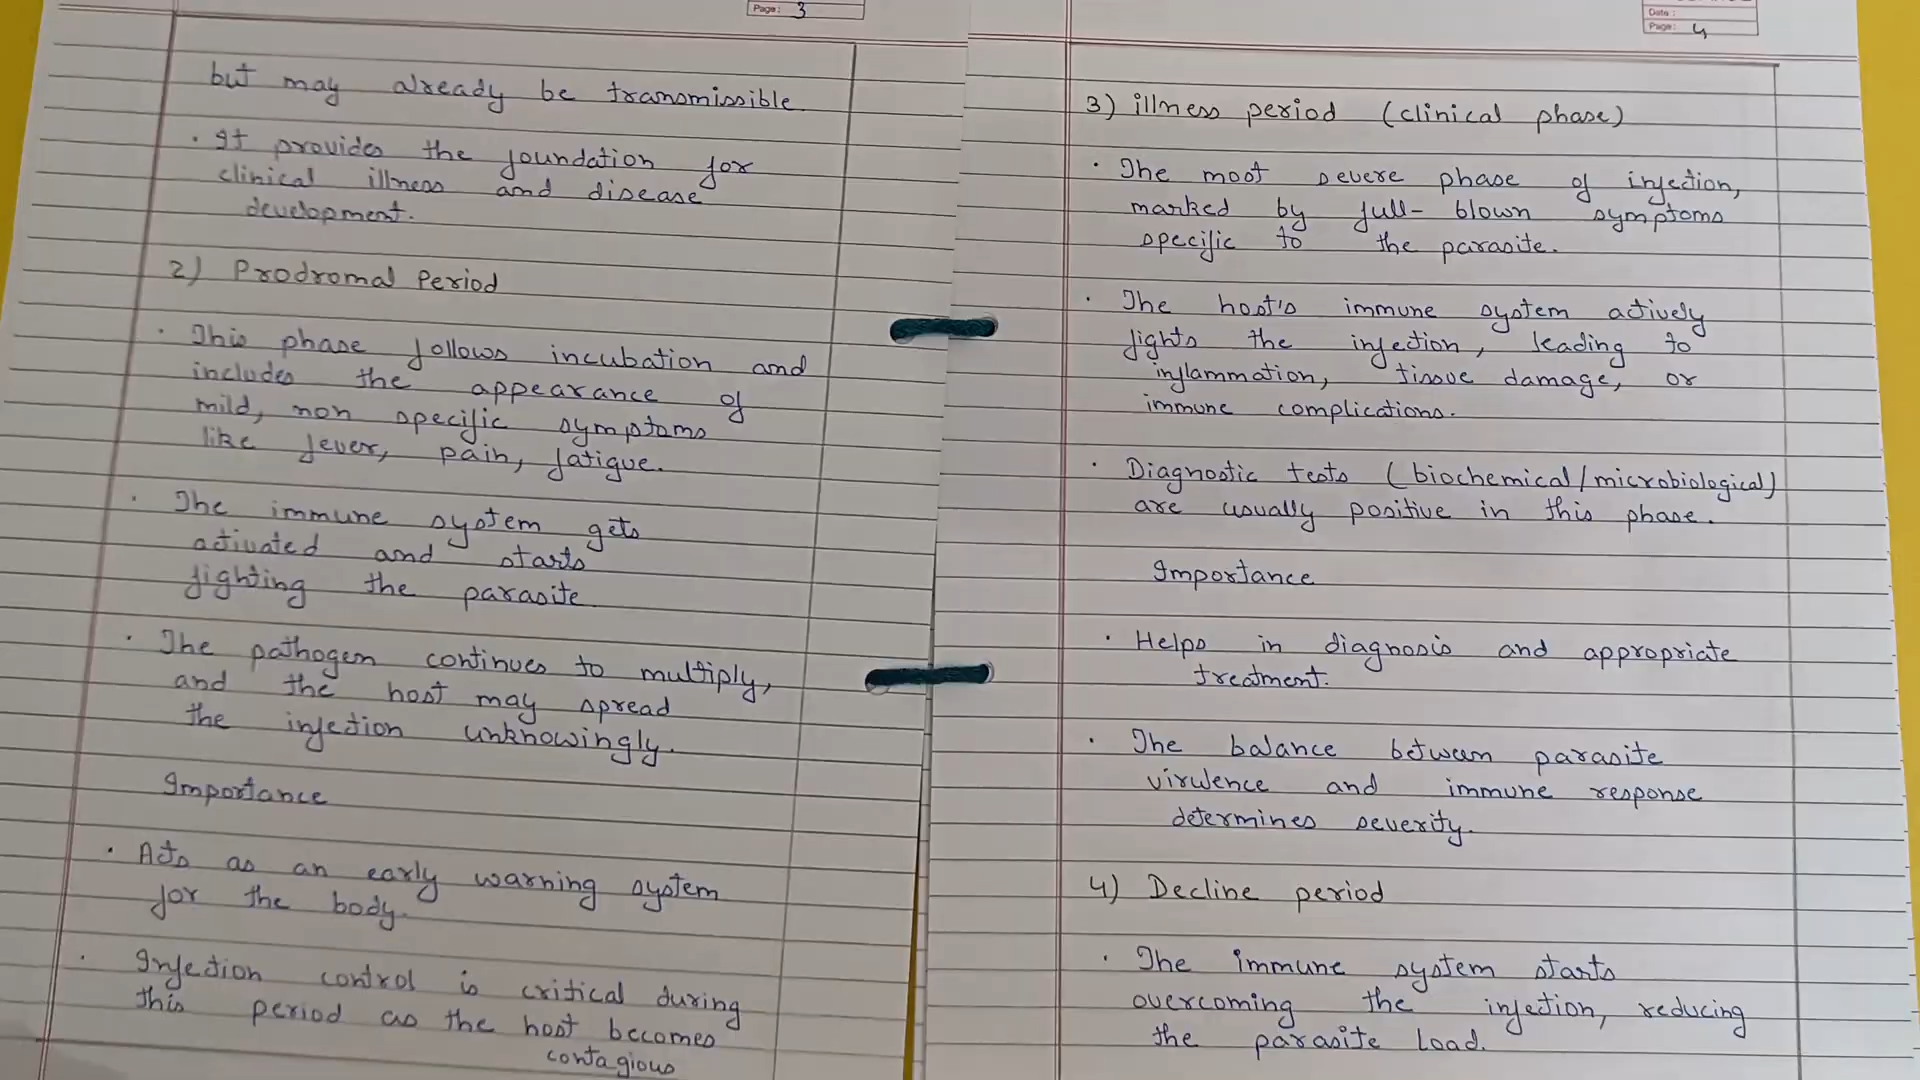 Page: 3
but may already be transmissible.
· It provides the foundation for
clinical illness and disease
development.
2) Prodromal Period
· This phase follows incubation and
includes the appearance of
mild, non specific symptoms
like fever, pain, fatigue.
· The immune system gets
activated and starts
fighting the parasite.
· The pathogen continues to multiply,
and the host may spread
the infection unknowingly.
Importance
· Acts as an early warning system
for the body.
· Infection control is critical during
this period as the host becomes
contagious
Date :
Page: 4
3) illness period (clinical phase)
· The most severe phase of infection,
marked by full-blown symptoms
specific to the parasite.
· The host's immune system actively
fights the infection, leading to
inflammation, tissue damage, or
immune complications.
· Diagnostic tests (biochemical/microbiological)
are usually positive in this phase.
Importance
· Helps in diagnosis and appropriate
treatment.
· The balance between parasite
virulence and immune response
determines severity.
4) Decline period
· The immune system starts
overcoming the infection, reducing
the parasite load.